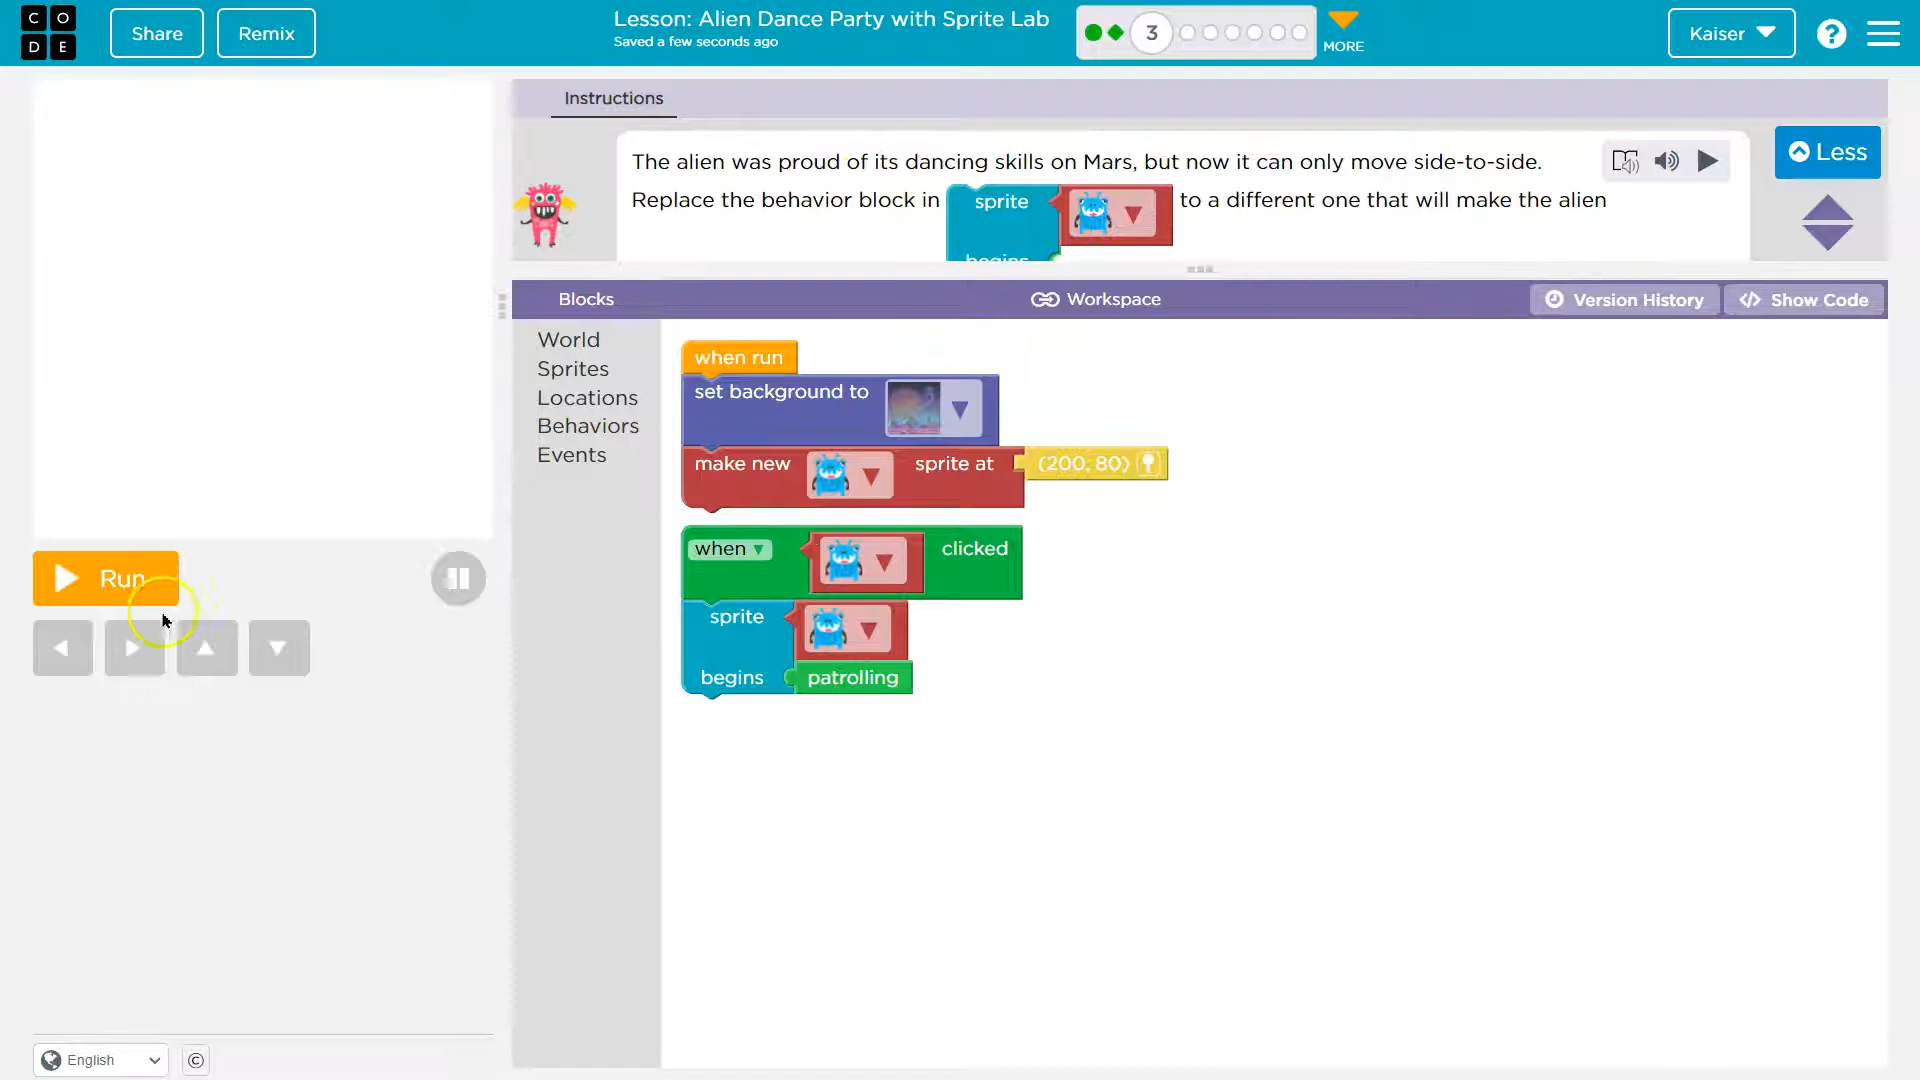 C O
D E
Share
Remix
Lesson: Alien Dance Party with Sprite Lab
Saved a few seconds ago
3
MORE
Kaiser
?
Instructions
The alien was proud of its dancing skills on Mars, but now it can only move side-to-side.
Replace the behavior block in sprite to a different one that will make the alien
begins
Less
Blocks
Workspace
Version History
Show Code
World
Sprites
Locations
Behaviors
Events
when run
set background to
make new sprite at (200, 80)
when clicked
sprite
begins patrolling
Run
English
©